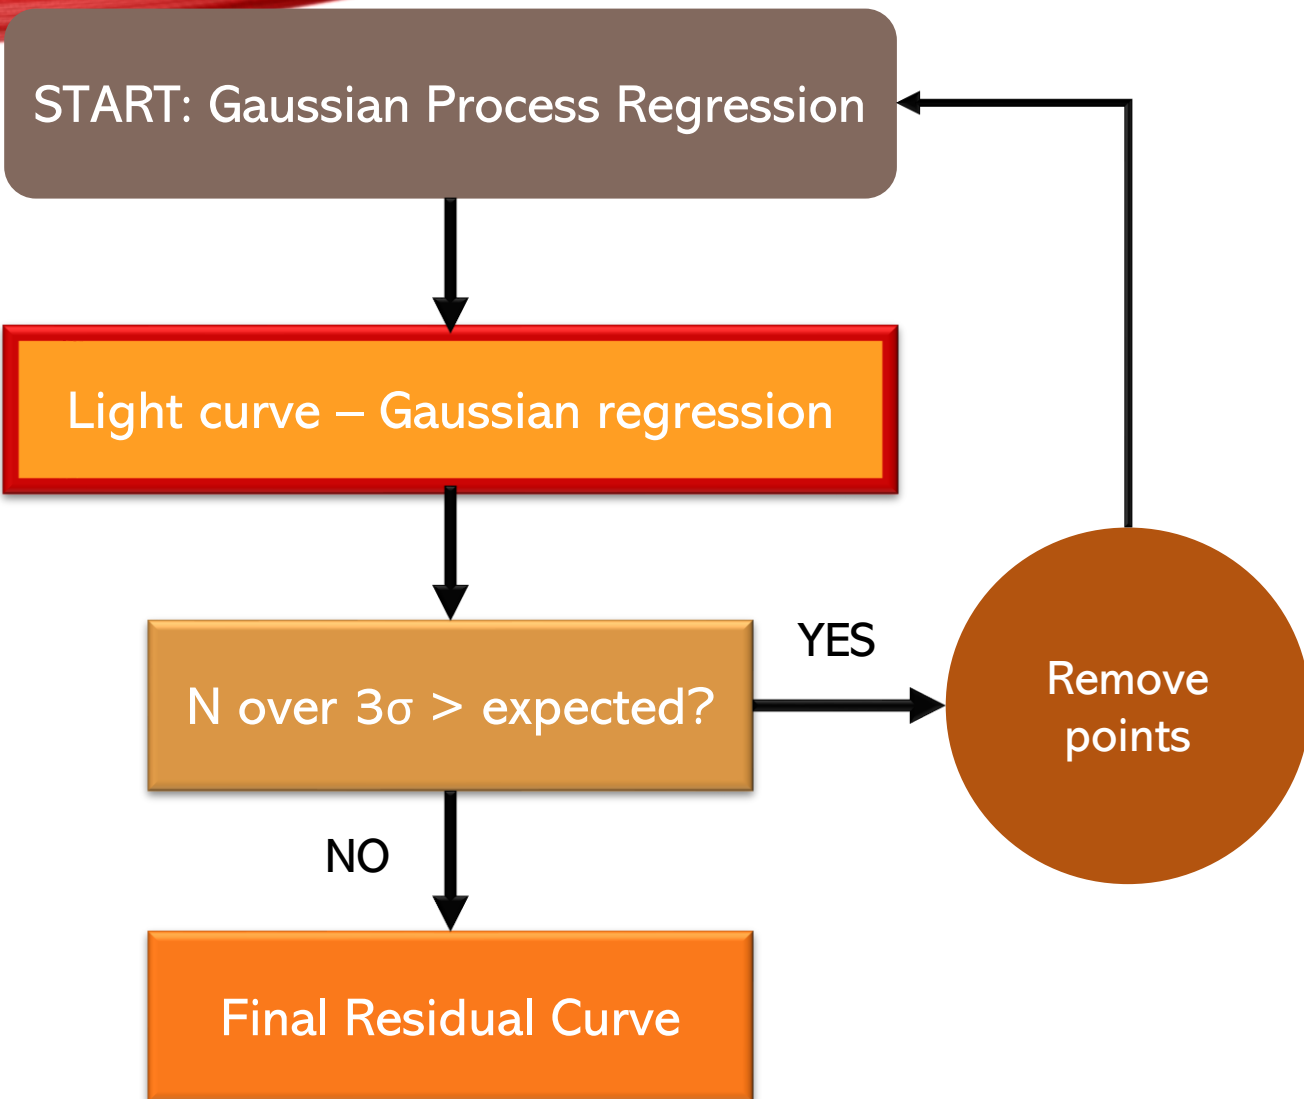 START: Gaussian Process Regression
Light curve – Gaussian regression
N over 3σ > expected?
YES
Remove
points
NO
Final Residual Curve